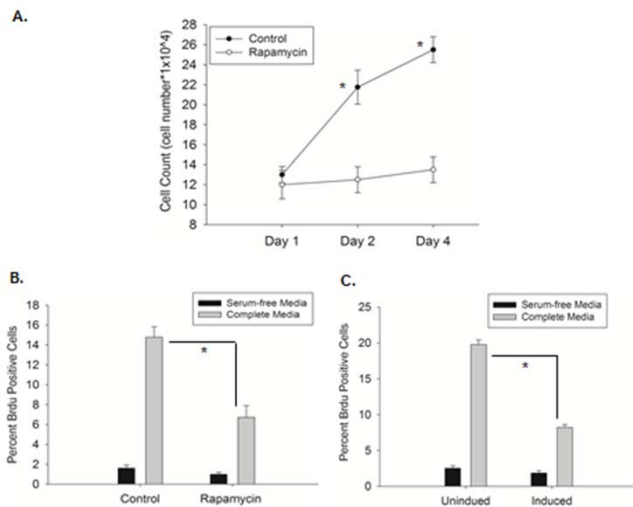 A.
Cell Count (cell number*1x10^4)
28
26
24
22
20
18
16
14
12
10
8
Control
Rapamycin
*
*
Day 1 Day 2 Day 4
B.
Percent Brdu Positive Cells
18
16
14
12
10
8
6
4
2
0
Serum-free Media
Complete Media
*
Control Rapamycin
C.
Percent Brdu Positive Cells
25
20
15
10
5
0
Serum-free Media
Complete Media
*
Unindued Induced